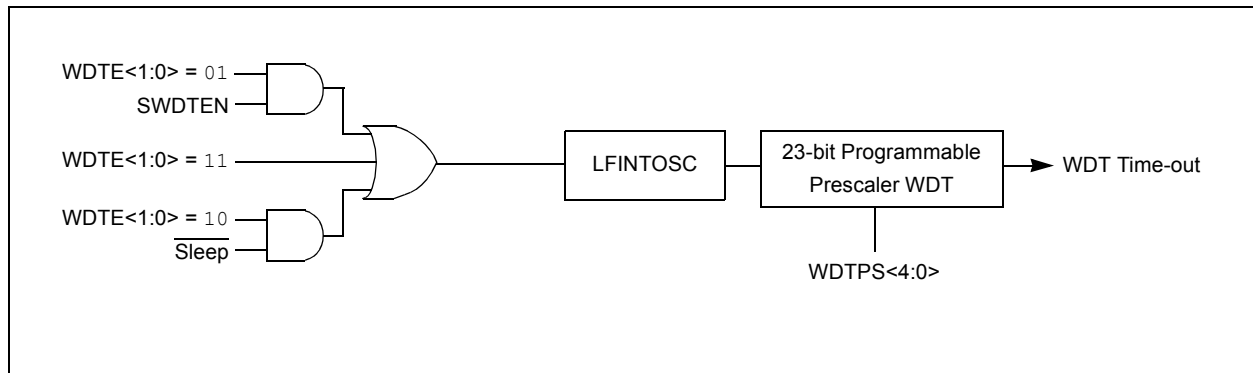 WDTE<1:0> = 01
SWDTEN
WDTE<1:0> = 11
WDTE<1:0> = 10
Sleep
LFINTOSC
23-bit Programmable
Prescaler WDT
WDT Time-out
WDTPS<4:0>